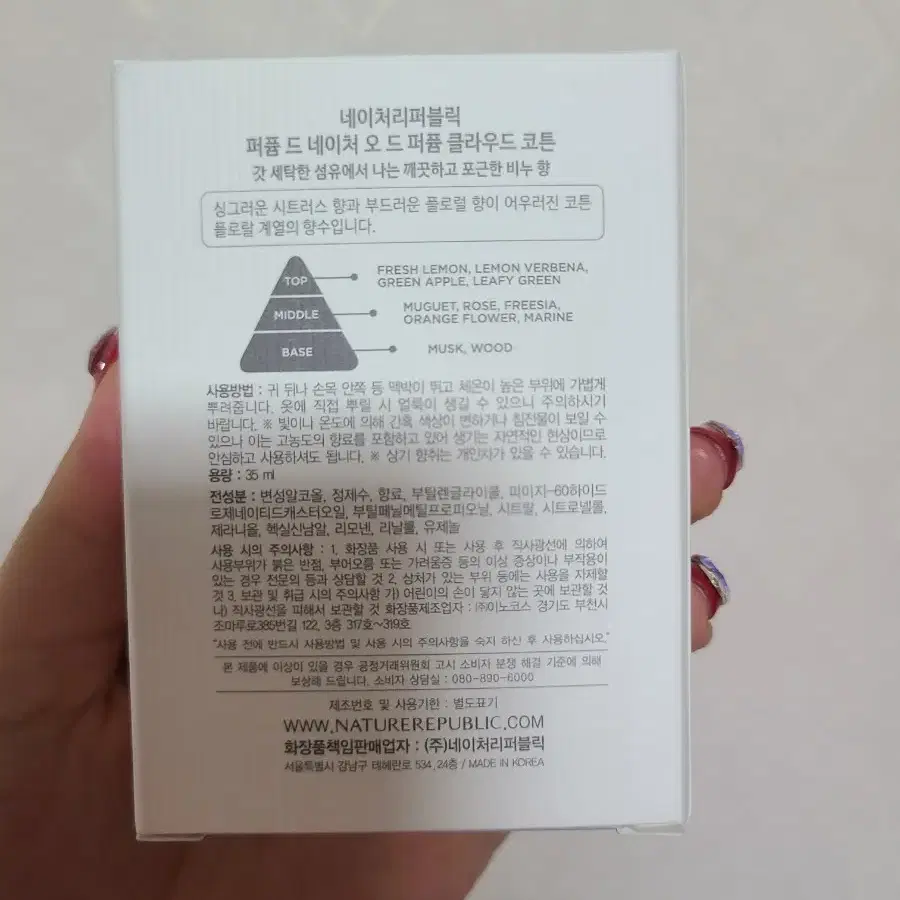 네이처리퍼블릭
퍼퓸 드 네이처 오 드 퍼퓸 클라우드 코튼
갓 세탁한 섬유에서 나는 깨끗하고 포근한 비누 향
싱그러운 시트러스 향과 부드러운 플로럴 향이 어우러진 코튼
플로랄 계열의 향수입니다.
TOP
FRESH LEMON, LEMON VERBENA,
GREEN APPLE, LEAFY GREEN
MIDDLE
MUGUET, ROSE, FREESIA,
ORANGE FLOWER, MARINE
BASE
MUSK, WOOD
사용방법 : 귀 뒤나 손목 안쪽 등 맥박이 뛰고 체온이 높은 부위에 가볍게
뿌려줍니다. 옷에 직접 뿌릴 시 얼룩이 생길 수 있으니 주의하시기
바랍니다. ※ 빛이나 온도에 의해 간혹 색상이 변하거나 침전물이 보일 수
있으나 이는 고농도의 향료를 포함하고 있어 생기는 자연적인 현상이므로
안심하고 사용하셔도 됩니다. ※ 상기 향취는 개인차가 있을 수 있습니다.
용량 : 35 ml
전성분 : 변성알코올, 정제수, 향료, 부틸렌글라이콜, 피이지-60하이드
로제네이티드캐스터오일, 부틸페닐메틸프로피오날, 시트랄, 시트로넬롤,
제라니올, 헥실신남알, 리모넨, 리날룰, 유제놀
사용 시의 주의사항 : 1. 화장품 사용 시 또는 사용 후 직사광선에 의하여
사용부위가 붉은 반점, 부어오름 또는 가려움증 등의 이상 증상이나 부작용이
있는 경우 전문의 등과 상담할 것 2. 상처가 있는 부위 등에는 사용을 자제할
것 3. 보관 및 취급 시의 주의사항 가) 어린이의 손이 닿지 않는 곳에 보관할 것
나) 직사광선을 피해서 보관할 것 화장품제조업자 : ㈜이노코스 경기도 부천시
조마루로385번길 122, 3층 317호~319호
"사용 전에 반드시 사용방법 및 사용 시의 주의사항을 숙지 하신 후 사용하십시오."
본 제품에 이상이 있을 경우 공정거래위원회 고시 소비자 분쟁 해결 기준에 의해
보상해 드립니다. 소비자 상담실 : 080-890-6000
제조번호 및 사용기한 : 별도표기
WWW.NATUREREPUBLIC.COM
화장품책임판매업자 : (주)네이처리퍼블릭
서울특별시 강남구 테헤란로 534, 24층 / MADE IN KOREA